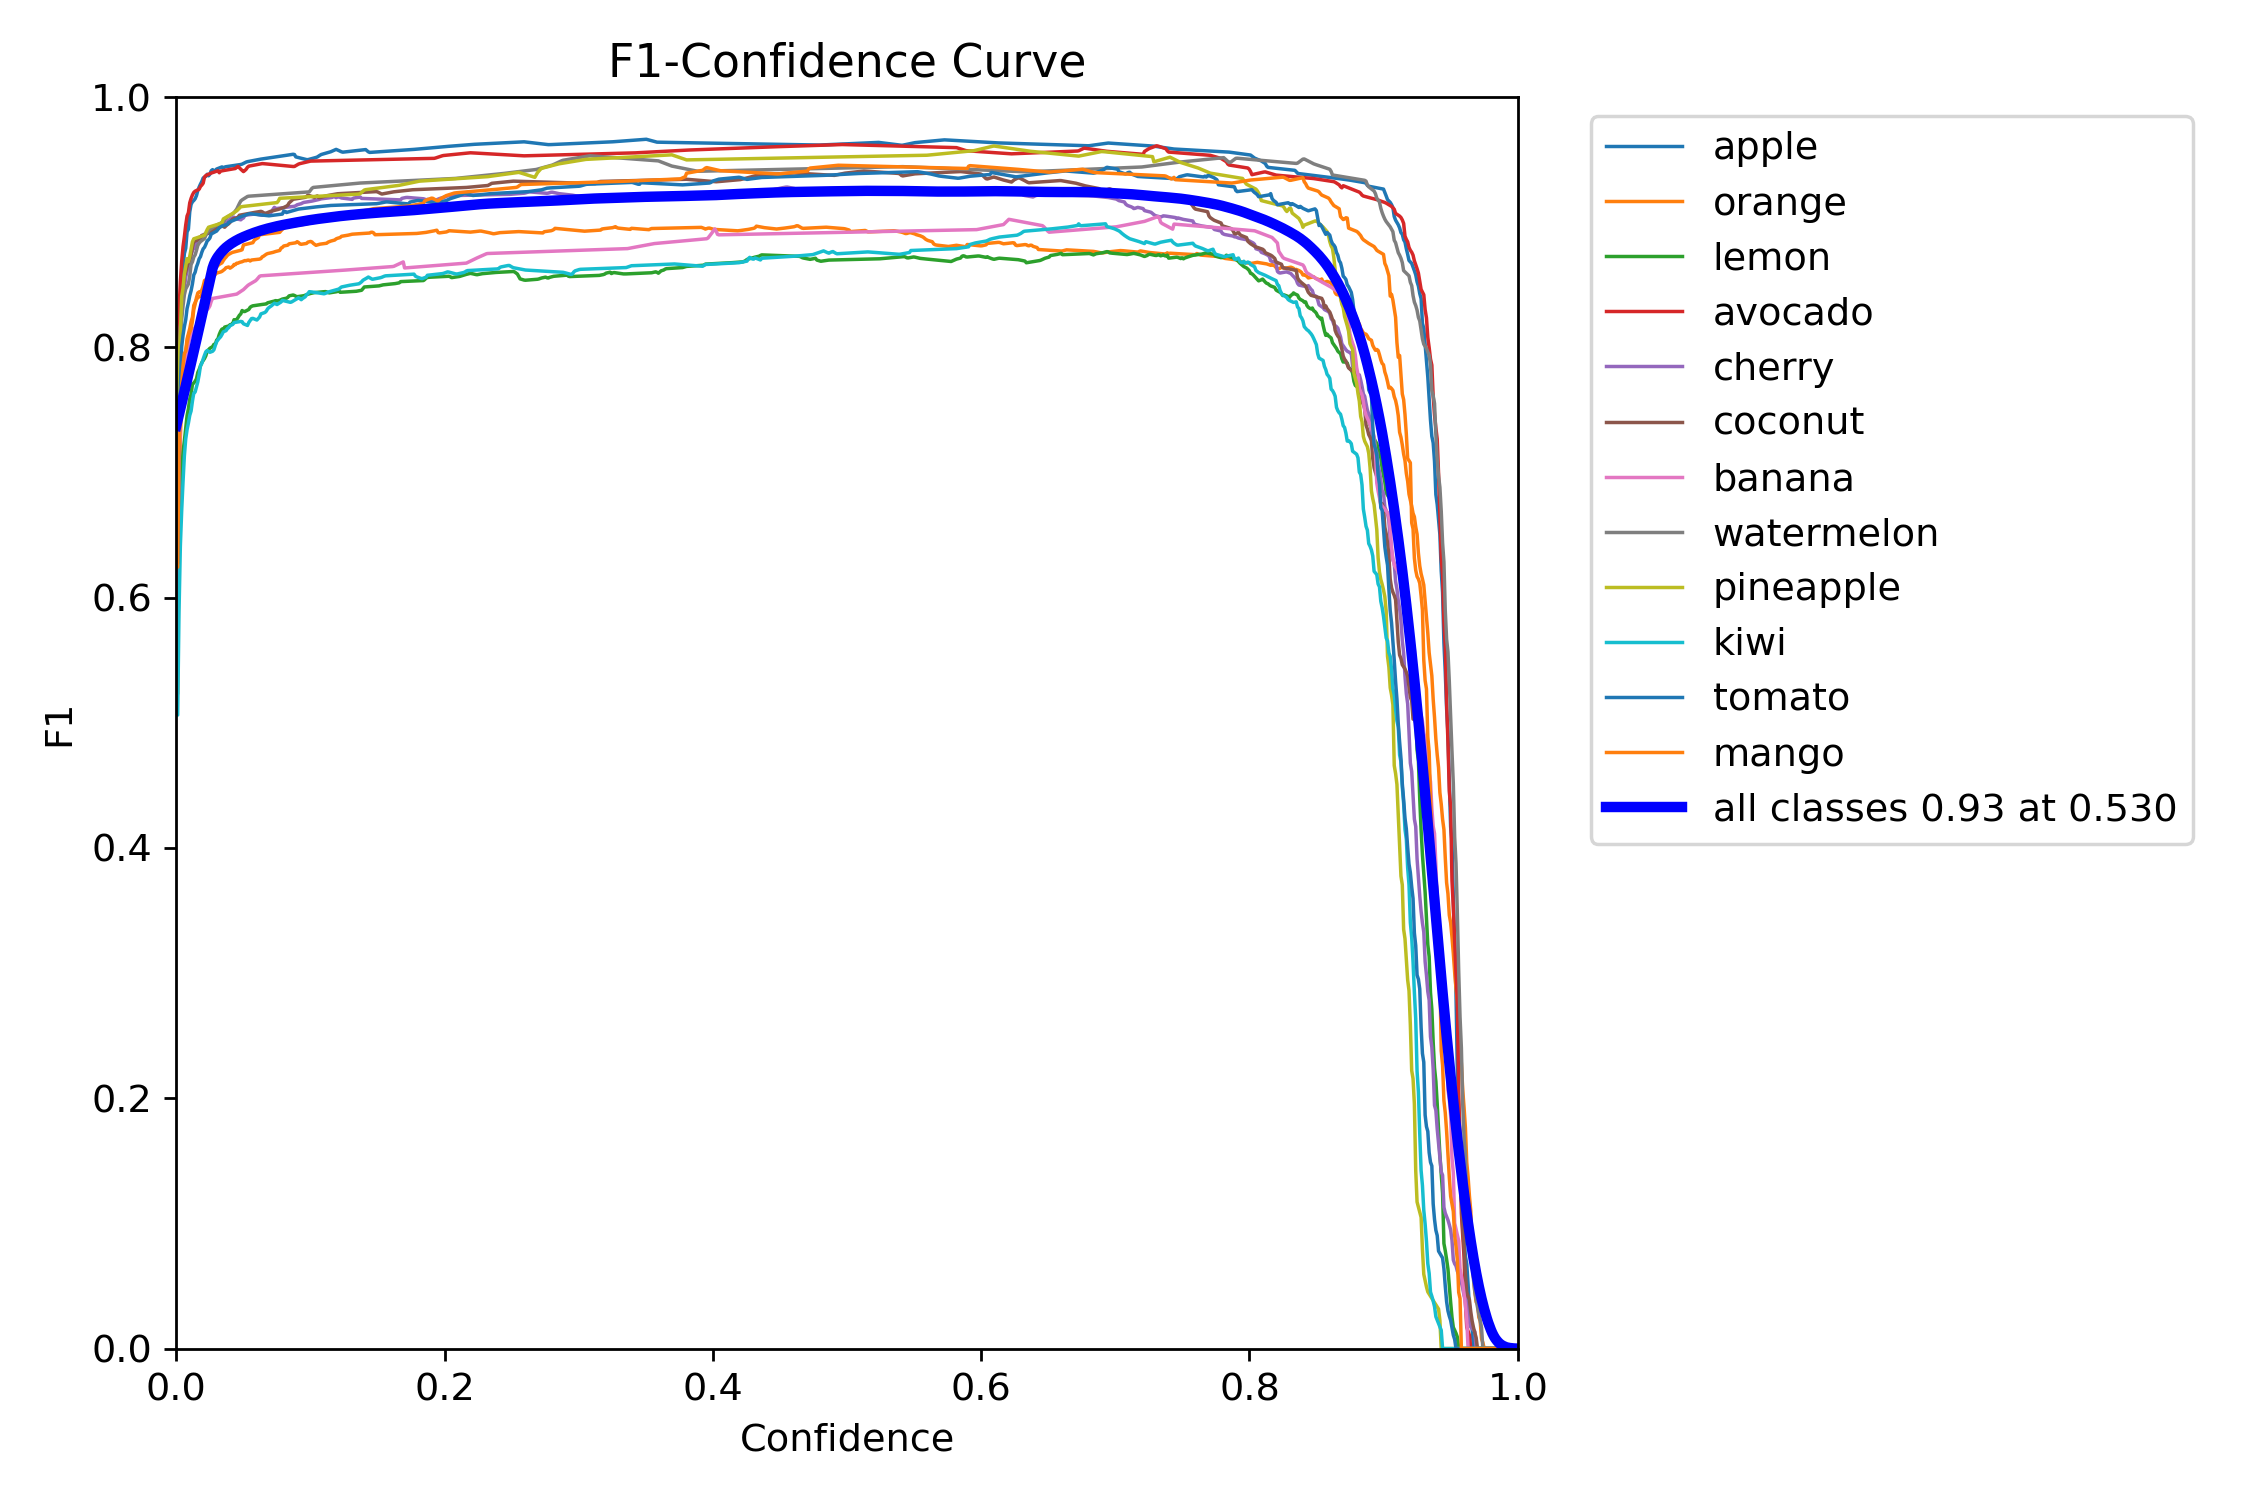 F1-Confidence Curve
1.0
0.8
0.6
0.4
0.2
0.0
F1
0.0 0.2 0.4 0.6 0.8 1.0
Confidence
apple
orange
lemon
avocado
cherry
coconut
banana
watermelon
pineapple
kiwi
tomato
mango
all classes 0.93 at 0.530